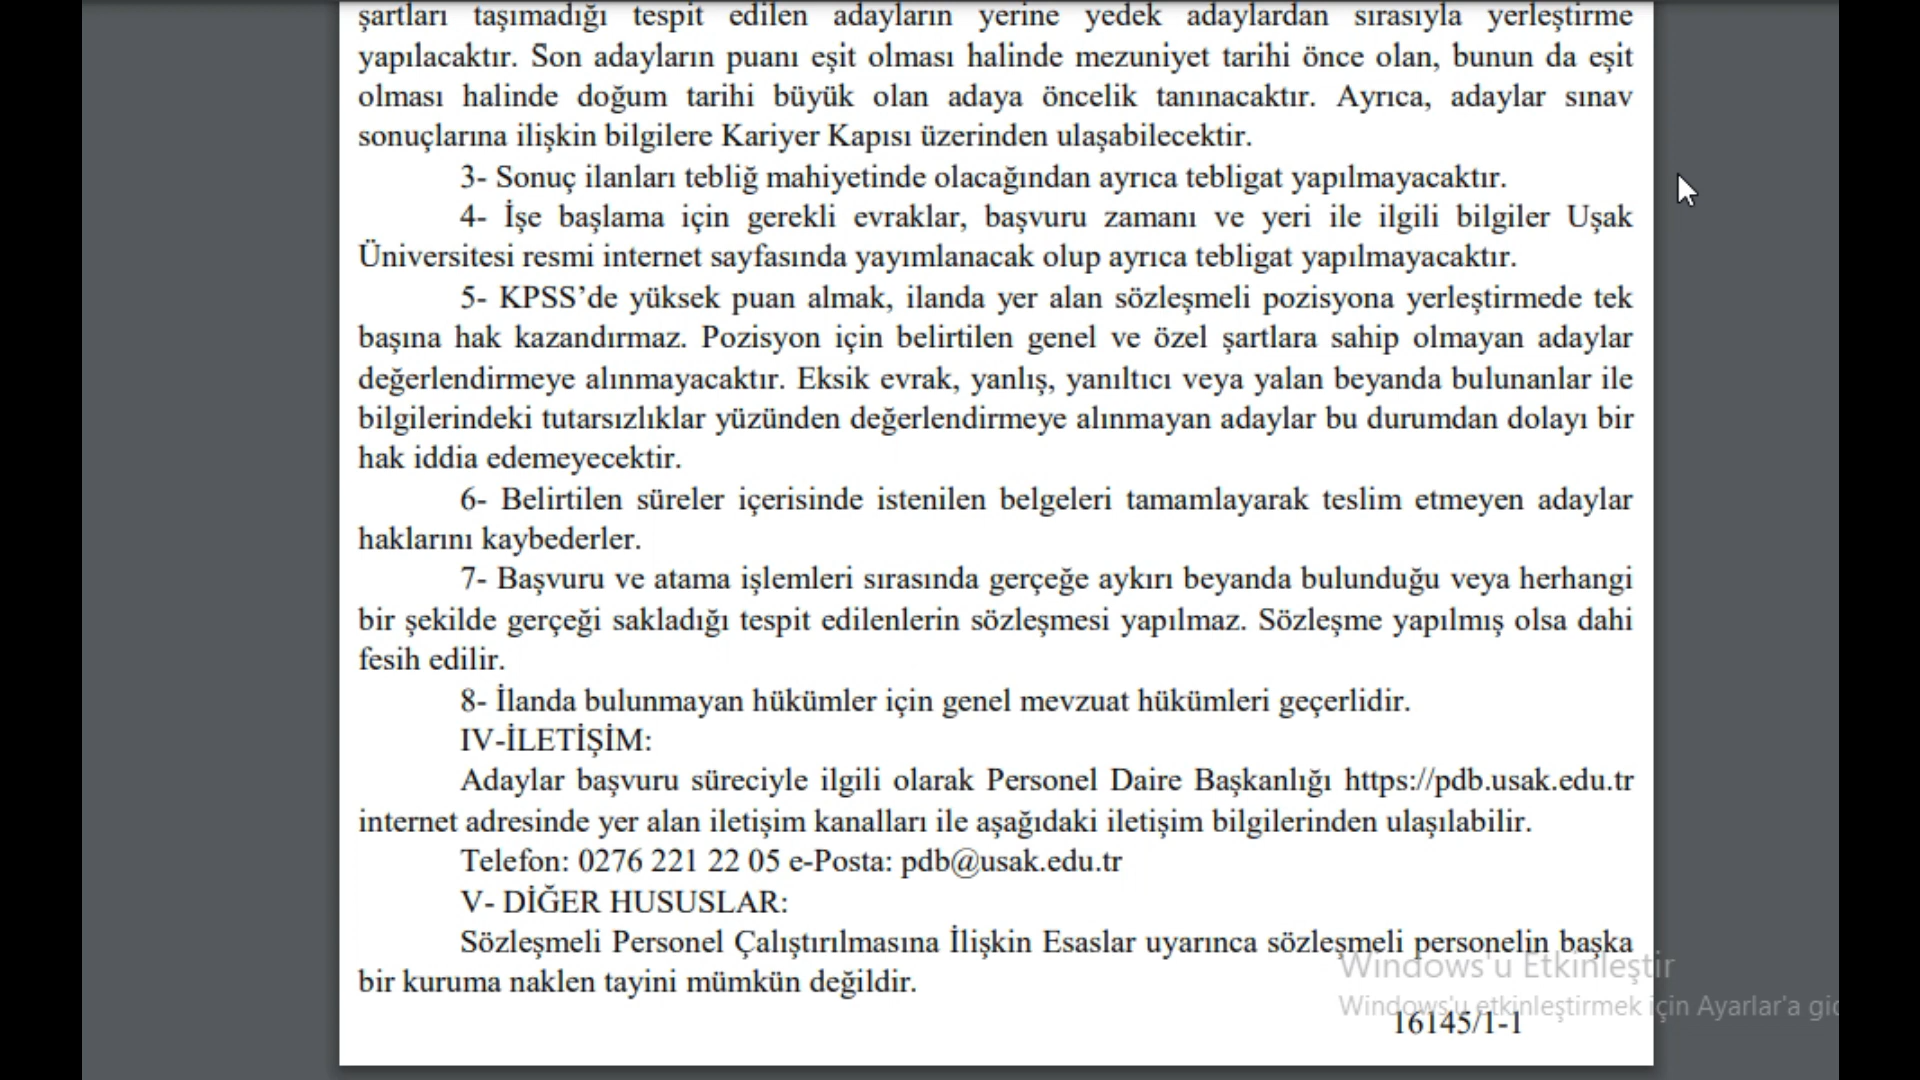 şartları taşımadığı tespit edilen adayların yerine yedek adaylardan sırasıyla yerleştirme
yapılacaktır. Son adayların puanı eşit olması halinde mezuniyet tarihi önce olan, bunun da eşit
olması halinde doğum tarihi büyük olan adaya öncelik tanınacaktır. Ayrıca, adaylar sınav
sonuçlarına ilişkin bilgilere Kariyer Kapısı üzerinden ulaşabilecektir.
3- Sonuç ilanları tebliğ mahiyetinde olacağından ayrıca tebligat yapılmayacaktır.
4- İşe başlama için gerekli evraklar, başvuru zamanı ve yeri ile ilgili bilgiler Uşak
Üniversitesi resmi internet sayfasında yayımlanacak olup ayrıca tebligat yapılmayacaktır.
5- KPSS’de yüksek puan almak, ilanda yer alan sözleşmeli pozisyona yerleştirmede tek
başına hak kazandırmaz. Pozisyon için belirtilen genel ve özel şartlara sahip olmayan adaylar
değerlendirmeye alınmayacaktır. Eksik evrak, yanlış, yanıltıcı veya yalan beyanda bulunanlar ile
bilgilerindeki tutarsızlıklar yüzünden değerlendirmeye alınmayan adaylar bu durumdan dolayı bir
hak iddia edemeyecektir.
6- Belirtilen süreler içerisinde istenilen belgeleri tamamlayarak teslim etmeyen adaylar
haklarını kaybederler.
7- Başvuru ve atama işlemleri sırasında gerçeğe aykırı beyanda bulunduğu veya herhangi
bir şekilde gerçeği sakladığı tespit edilenlerin sözleşmesi yapılmaz. Sözleşme yapılmış olsa dahi
fesih edilir.
8- İlanda bulunmayan hükümler için genel mevzuat hükümleri geçerlidir.
IV-İLETİŞİM:
Adaylar başvuru süreciyle ilgili olarak Personel Daire Başkanlığı https://pdb.usak.edu.tr
internet adresinde yer alan iletişim kanalları ile aşağıdaki iletişim bilgilerinden ulaşılabilir.
Telefon: 0276 221 22 05 e-Posta: pdb@usak.edu.tr
V- DİĞER HUSUSLAR:
Sözleşmeli Personel Çalıştırılmasına İlişkin Esaslar uyarınca sözleşmeli personelin başka
bir kuruma naklen tayini mümkün değildir.
Windows'u Etkinleştir
Windows'u etkinleştirmek için Ayarlar'a gid
16145/1-1